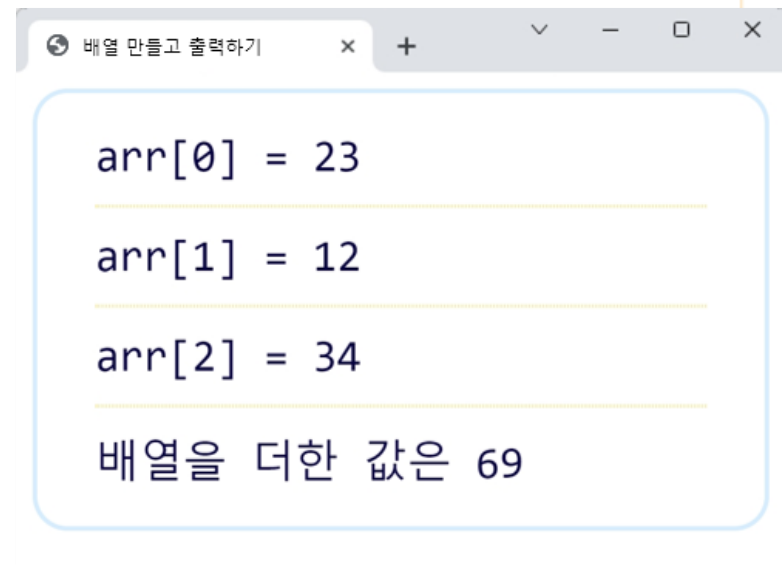 배열 만들고 출력하기
arr[0] = 23
arr[1] = 12
arr[2] = 34
배열을 더한 값은 69